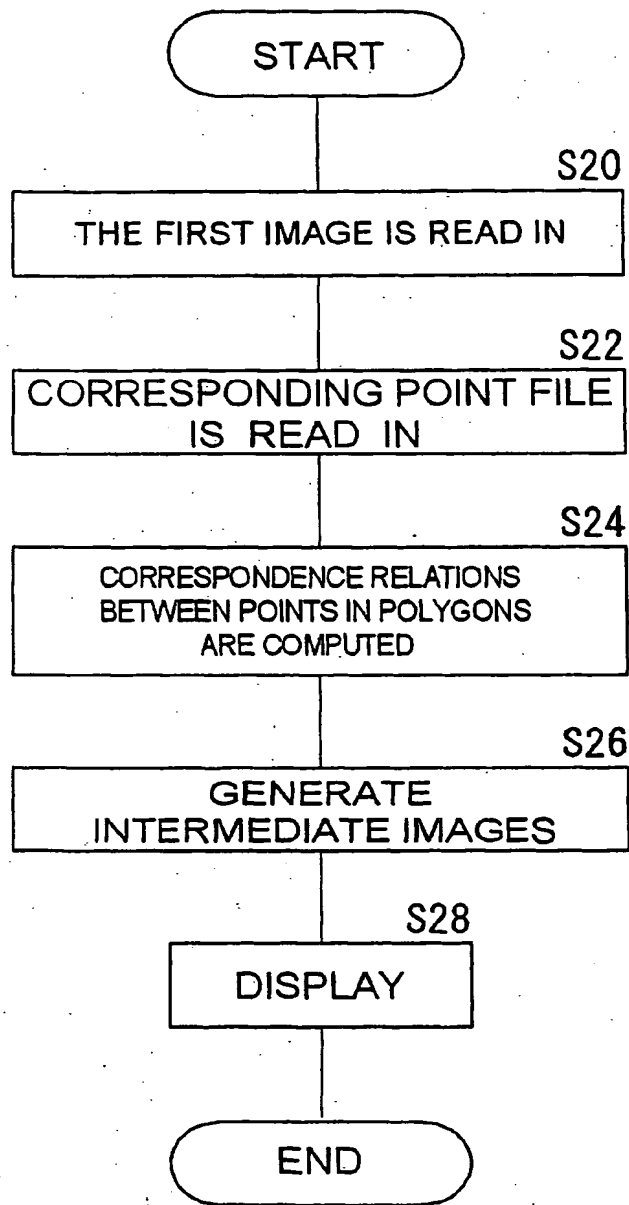 START
S20
THE FIRST IMAGE IS READ IN
S22
CORRESPONDING POINT FILE
IS READ IN
S24
CORRESPONDENCE RELATIONS
BETWEEN POINTS IN POLYGONS
ARE COMPUTED
S26
GENERATE
INTERMEDIATE IMAGES
S28
DISPLAY
END